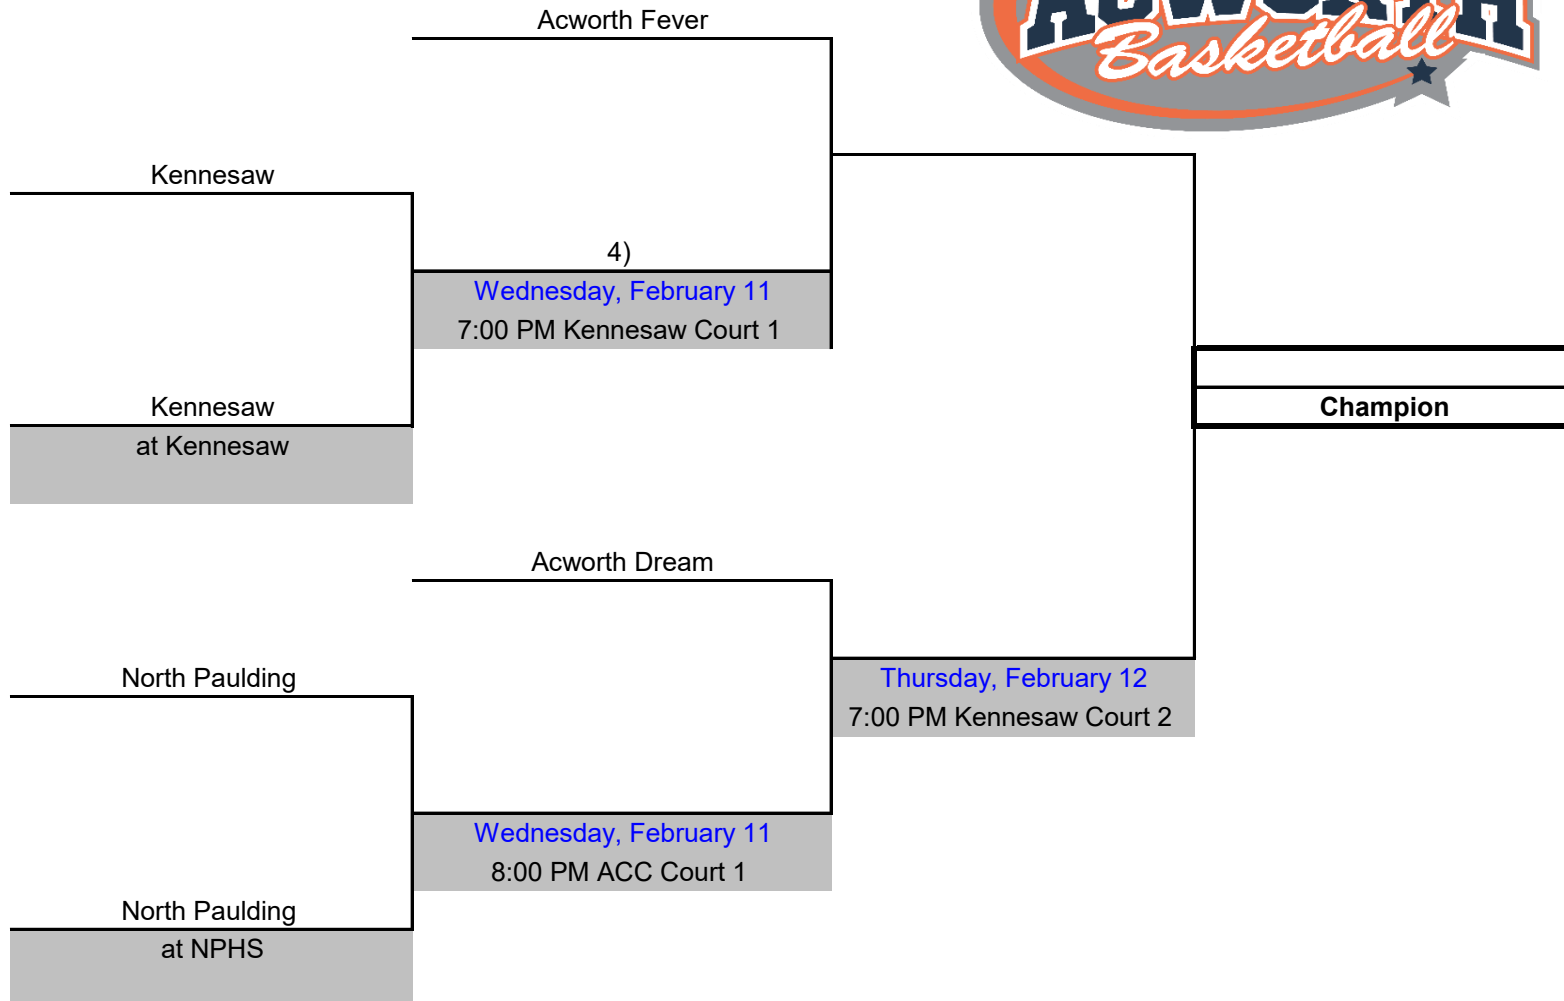 ACWORTH
Basketball
Acworth Fever
Kennesaw
4)
Wednesday, February 11
7:00 PM Kennesaw Court 1
Kennesaw
at Kennesaw
Champion
Acworth Dream
North Paulding
Thursday, February 12
7:00 PM Kennesaw Court 2
Wednesday, February 11
8:00 PM ACC Court 1
North Paulding
at NPHS